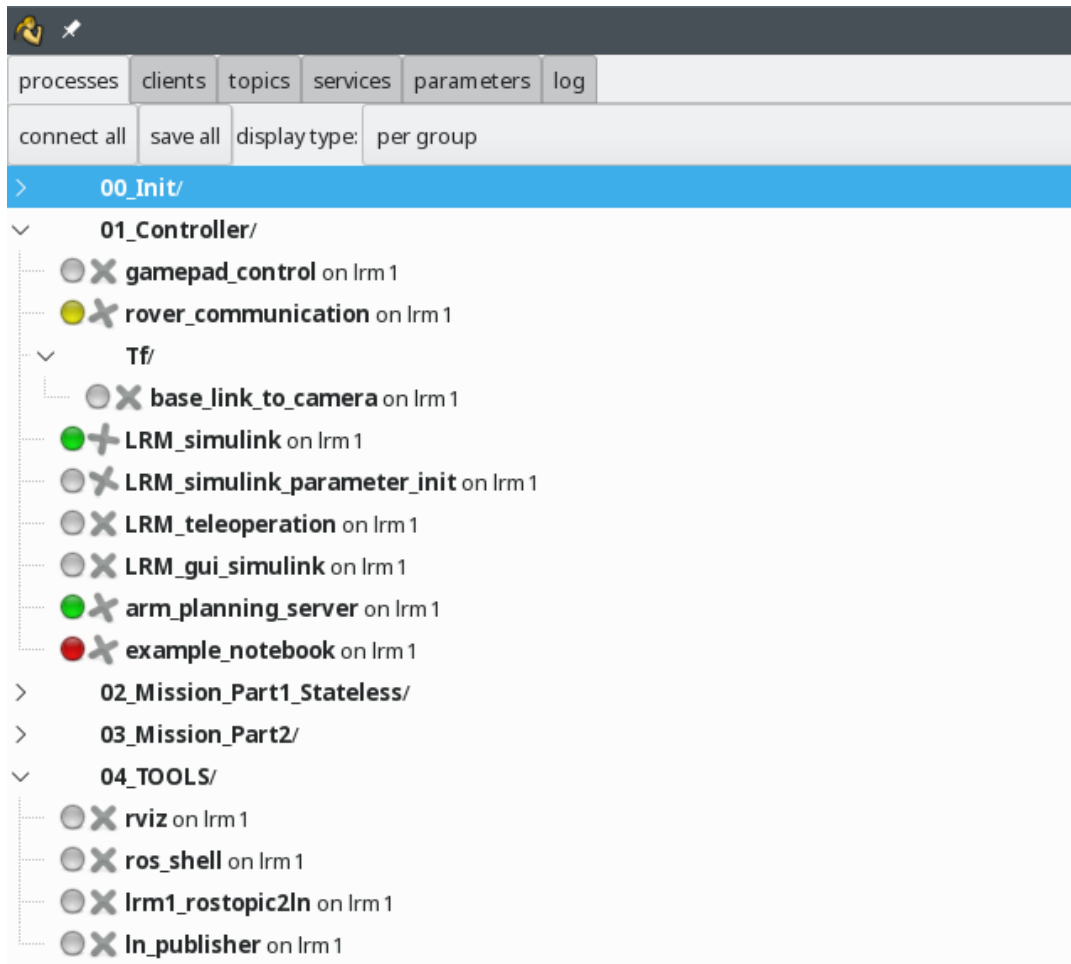 processes clients topics services parameters log
connect all save all display type: per group
00_Init/
01_Controller/
gamepad_control on lrm1
rover_communication on lrm1
Tf/
base_link_to_camera on lrm1
LRM_simulink on lrm1
LRM_simulink_parameter_init on lrm1
LRM_teleoperation on lrm1
LRM_gui_simulink on lrm1
arm_planning_server on lrm1
example_notebook on lrm1
02_Mission_Part1_Stateless/
03_Mission_Part2/
04_TOOLS/
rviz on lrm1
ros_shell on lrm1
lrm1_rostopic2ln on lrm1
ln_publisher on lrm1